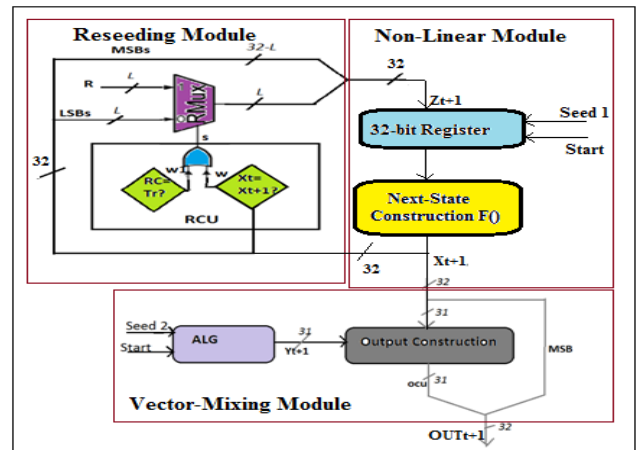 Reseeding Module
MSBs
32-L
R
L
1
RMux
L
LSBs
L
0
s
32
w1
w
RC=
Tr?
Xt=
Xt+1?
RCU
Non-Linear Module
32
Zt+1
32-bit Register
Seed 1
Start
Next-State
Construction F()
32
Xt+1.
32
31
Seed 2
Start
ALG
31
Yt+1
Output Construction
MSB
ocu
31
Vector-Mixing Module
OUTt+1
32